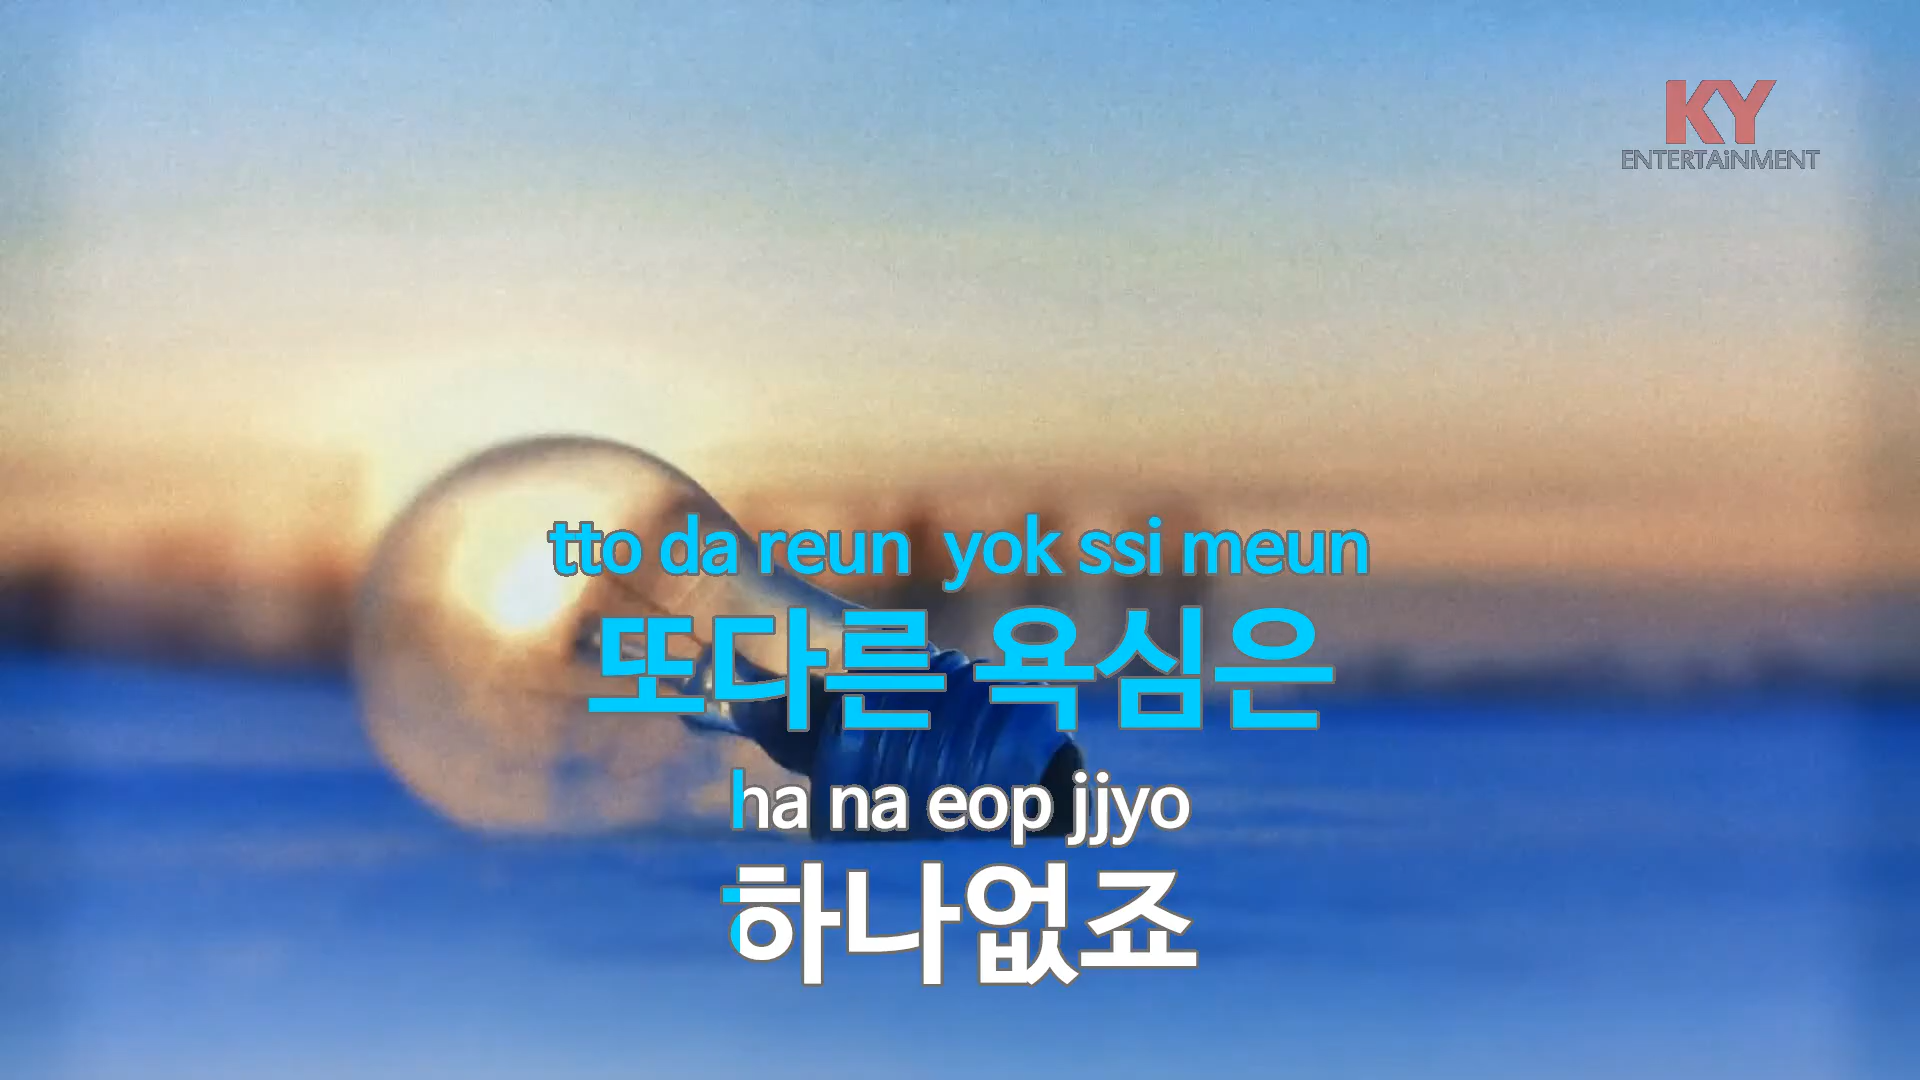 KY
ENTERTAiNMENT
tto da reun yok ssi meun
또다른 욕심은
ha na eop jjyo
하나없죠